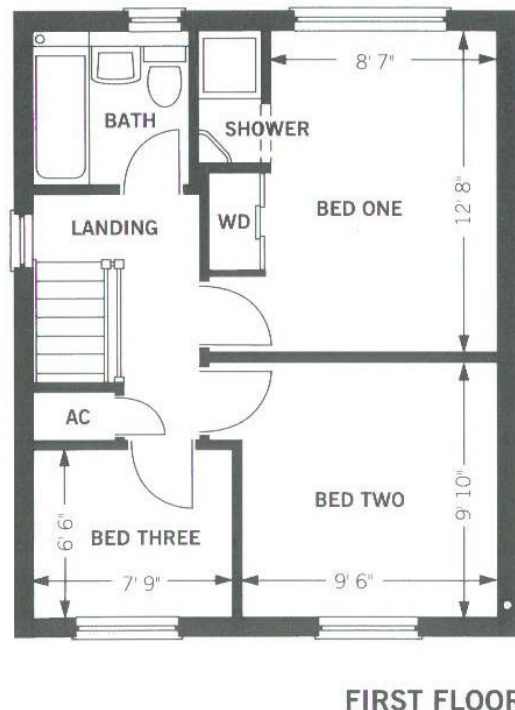 8' 7"
BATH
SHOWER
12' 8"
BED ONE
WD
LANDING
AC
6' 6"
BED THREE
7' 9"
BED TWO
9' 10"
9' 6"
FIRST FLOOR